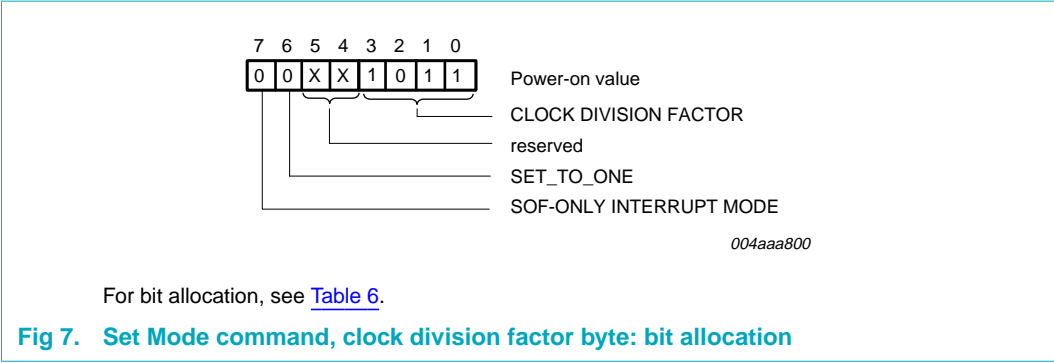 7 6 5 4 3 2 1 0
0 0 X X 1 0 1 1 Power-on value
CLOCK DIVISION FACTOR
reserved
SET_TO_ONE
SOF-ONLY INTERRUPT MODE
004aaa800
For bit allocation, see Table 6.
Fig 7. Set Mode command, clock division factor byte: bit allocation